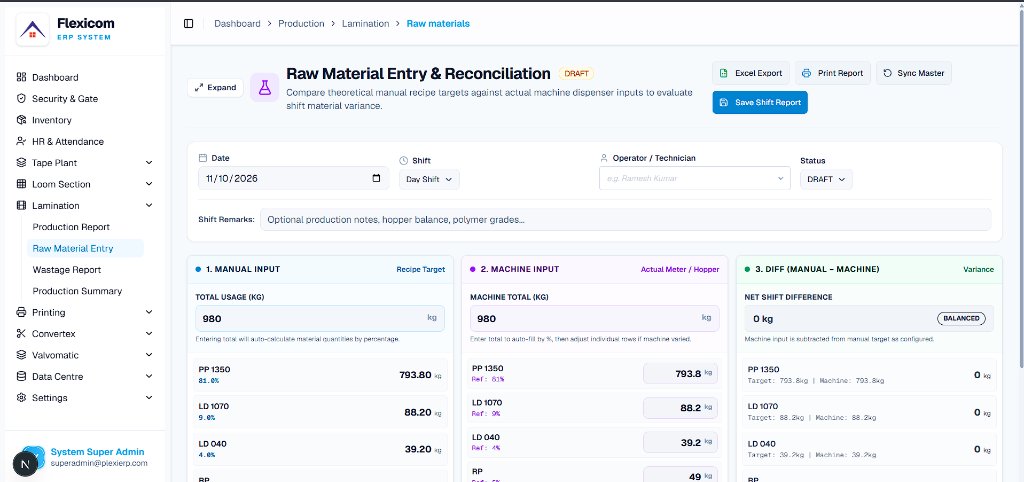 Flexicom
ERP SYSTEM
Dashboard
Security & Gate
Inventory
HR & Attendance
Tape Plant
Loom Section
Lamination
Production Report
Raw Material Entry
Wastage Report
Production Summary
Printing
Convertex
Valvomatic
Data Centre
Settings
N
System Super Admin
superadmin@plexierp.com
Dashboard > Production > Lamination > Raw materials
Expand
Raw Material Entry & Reconciliation DRAFT
Compare theoretical manual recipe targets against actual machine dispenser inputs to evaluate
shift material variance.
Excel Export
Print Report
Sync Master
Save Shift Report
Date
11/10/2026
Shift
Day Shift
Operator / Technician
e.g. Ramesh Kumar
Status
DRAFT
Shift Remarks: Optional production notes, hopper balance, polymer grades...
1. MANUAL INPUT Recipe Target
TOTAL USAGE (KG)
980 kg
Entering total will auto-calculate material quantities by percentage.
PP 1350 793.80 kg
81.0%
LD 1070 88.20 kg
9.0%
LD 040 39.20 kg
4.0%
RP
2. MACHINE INPUT Actual Meter / Hopper
MACHINE TOTAL (KG)
980 kg
Enter total to auto-fill by %, then adjust individual rows if machine varied.
PP 1350 793.8 kg
Ref: 81%
LD 1070 88.2 kg
Ref: 9%
LD 040 39.2 kg
Ref: 4%
RP 49 kg
3. DIFF (MANUAL - MACHINE) Variance
NET SHIFT DIFFERENCE
0 kg BALANCED
Machine input is subtracted from manual target as configured.
PP 1350 0 kg
Target: 793.8kg | Machine: 793.8kg
LD 1070 0 kg
Target: 88.2kg | Machine: 88.2kg
LD 040 0 kg
Target: 39.2kg | Machine: 39.2kg
RP